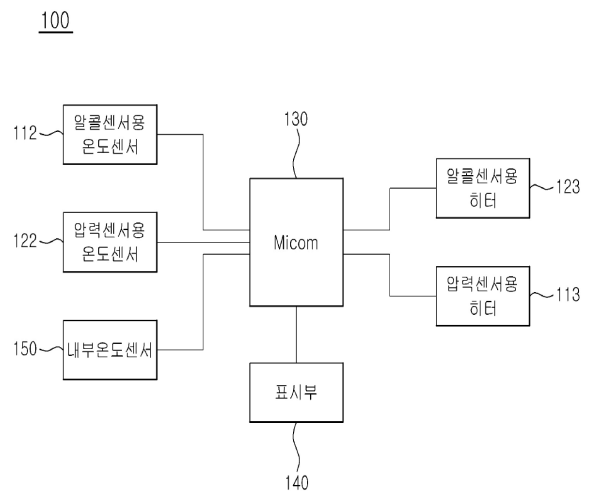 100
112
알콜센서용
온도센서
122
압력센서용
온도센서
150
내부온도센서
130
Micom
알콜센서용
히터
123
압력센서용
히터
113
표시부
140